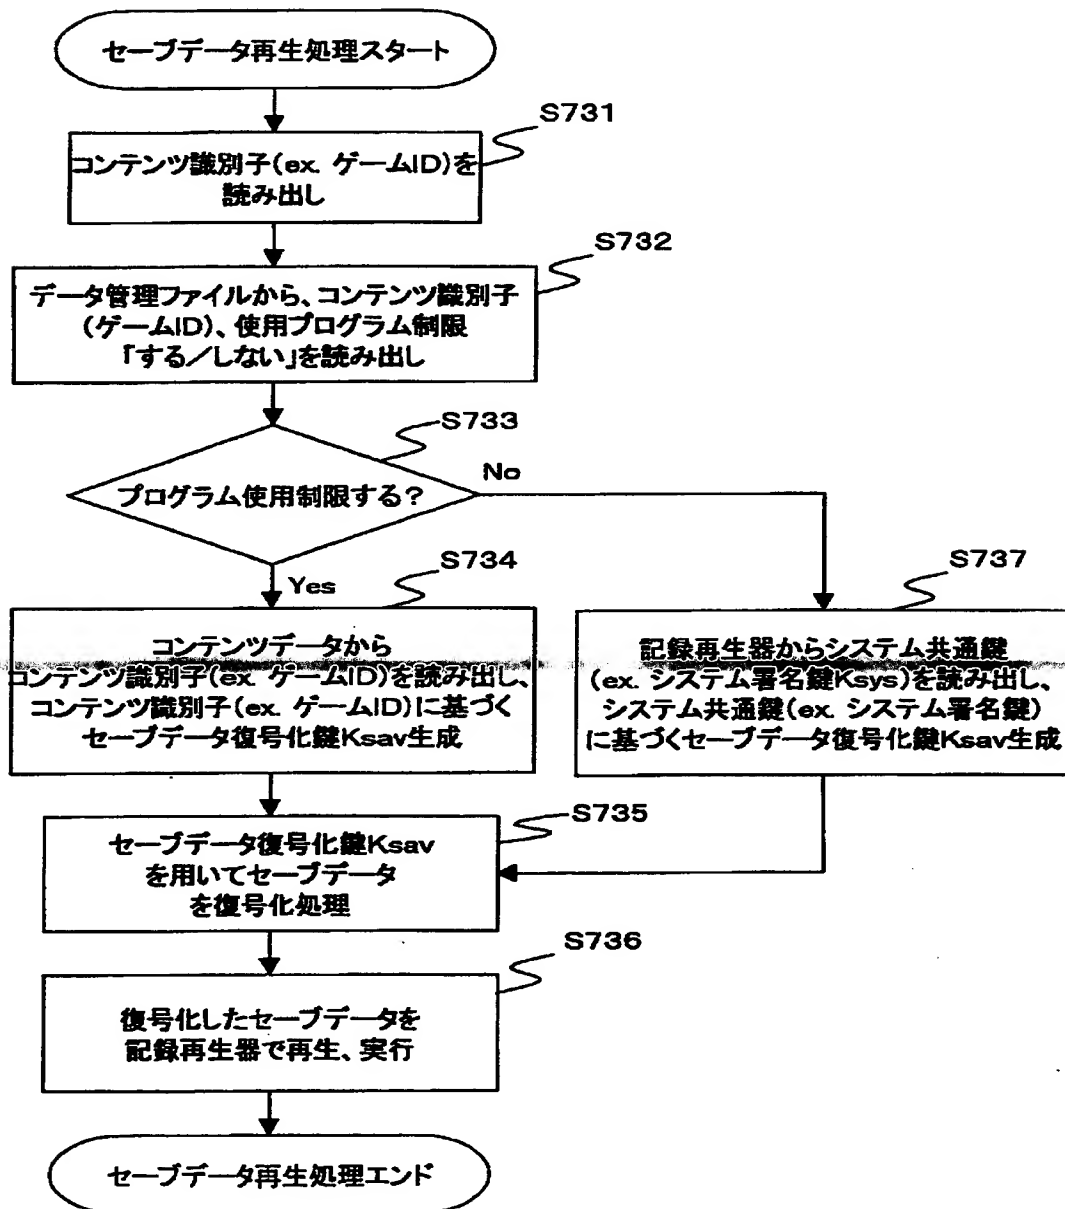 セーブデータ再生処理スタート
S731
コンテンツ識別子(ex. ゲームID)を
読み出し
S732
データ管理ファイルから、コンテンツ識別子
(ゲームID)、使用プログラム制限
「する／しない」を読み出し
S733
プログラム使用制限する？
No
Yes
S734
コンテンツデータから
コンテンツ識別子(ex. ゲームID)を読み出し、
コンテンツ識別子(ex. ゲームID)に基づく
セーブデータ復号化鍵Ksav生成
S737
記録再生器からシステム共通鍵
(ex. システム署名鍵Ksys)を読み出し、
システム共通鍵(ex. システム署名鍵)
に基づくセーブデータ復号化鍵Ksav生成
S735
セーブデータ復号化鍵Ksav
を用いてセーブデータ
を復号化処理
S736
復号化したセーブデータを
記録再生器で再生、実行
セーブデータ再生処理エンド